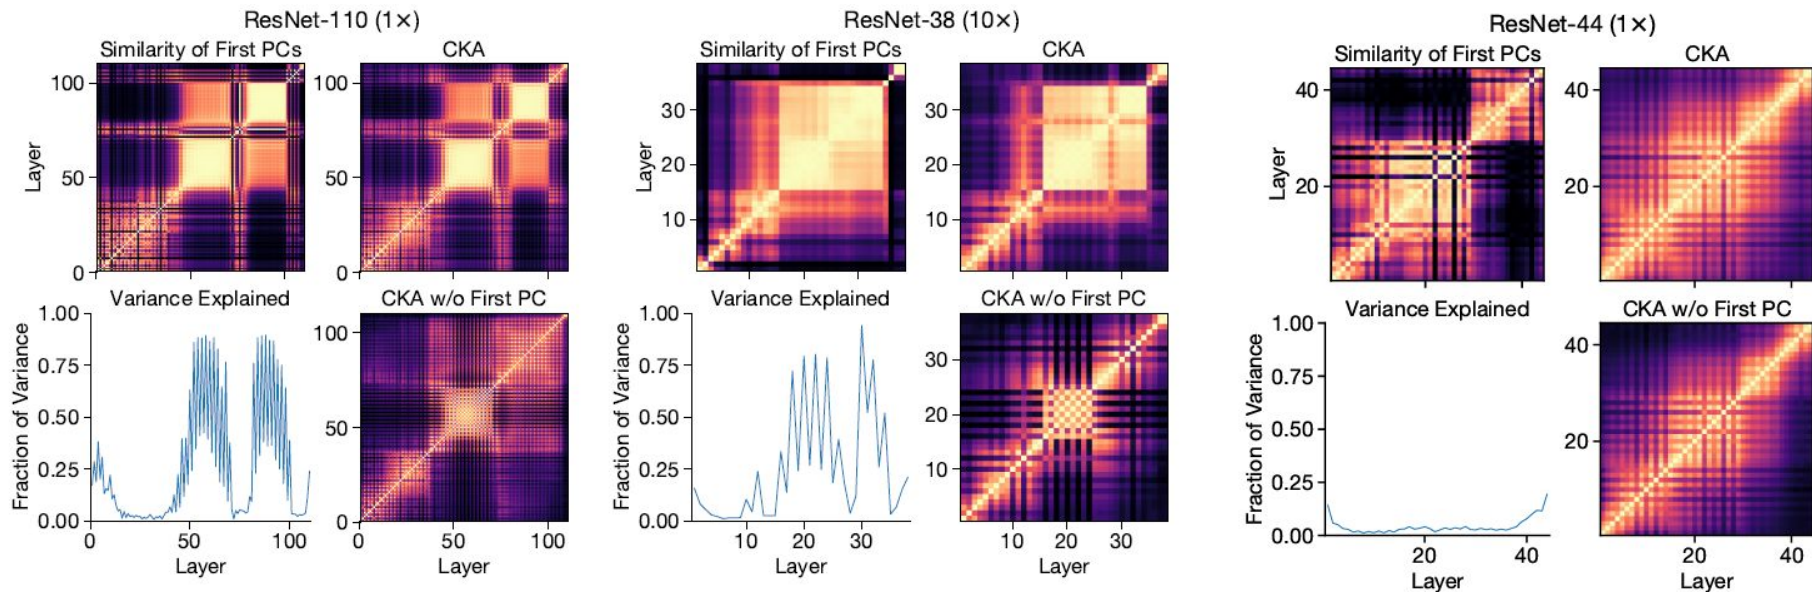 ResNet-110 (1×)
Similarity of First PCs
CKA
Layer
100
50
0
100
50
0
Variance Explained
CKA w/o First PC
Fraction of Variance
1.00
0.75
0.50
0.25
0.00
0
50
100
Layer
100
50
0
0
50
100
Layer
ResNet-38 (10×)
Similarity of First PCs
CKA
Layer
30
20
10
30
20
10
Variance Explained
CKA w/o First PC
Fraction of Variance
1.00
0.75
0.50
0.25
0.00
10
20
30
Layer
30
20
10
10
20
30
Layer
ResNet-44 (1×)
Similarity of First PCs
CKA
Layer
40
20
40
20
Variance Explained
CKA w/o First PC
Fraction of Variance
1.00
0.75
0.50
0.25
0.00
20
40
Layer
40
20
20
40
Layer